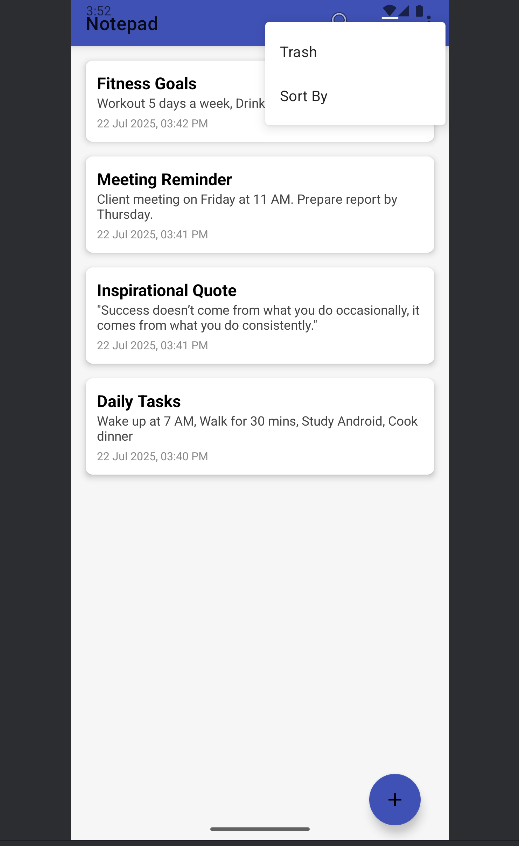 3:52
Notepad
Trash
Sort By
Fitness Goals
Workout 5 days a week, Drink
22 Jul 2025, 03:42 PM
Meeting Reminder
Client meeting on Friday at 11 AM. Prepare report by
Thursday.
22 Jul 2025, 03:41 PM
Inspirational Quote
"Success doesn’t come from what you do occasionally, it
comes from what you do consistently."
22 Jul 2025, 03:41 PM
Daily Tasks
Wake up at 7 AM, Walk for 30 mins, Study Android, Cook
dinner
22 Jul 2025, 03:40 PM
+